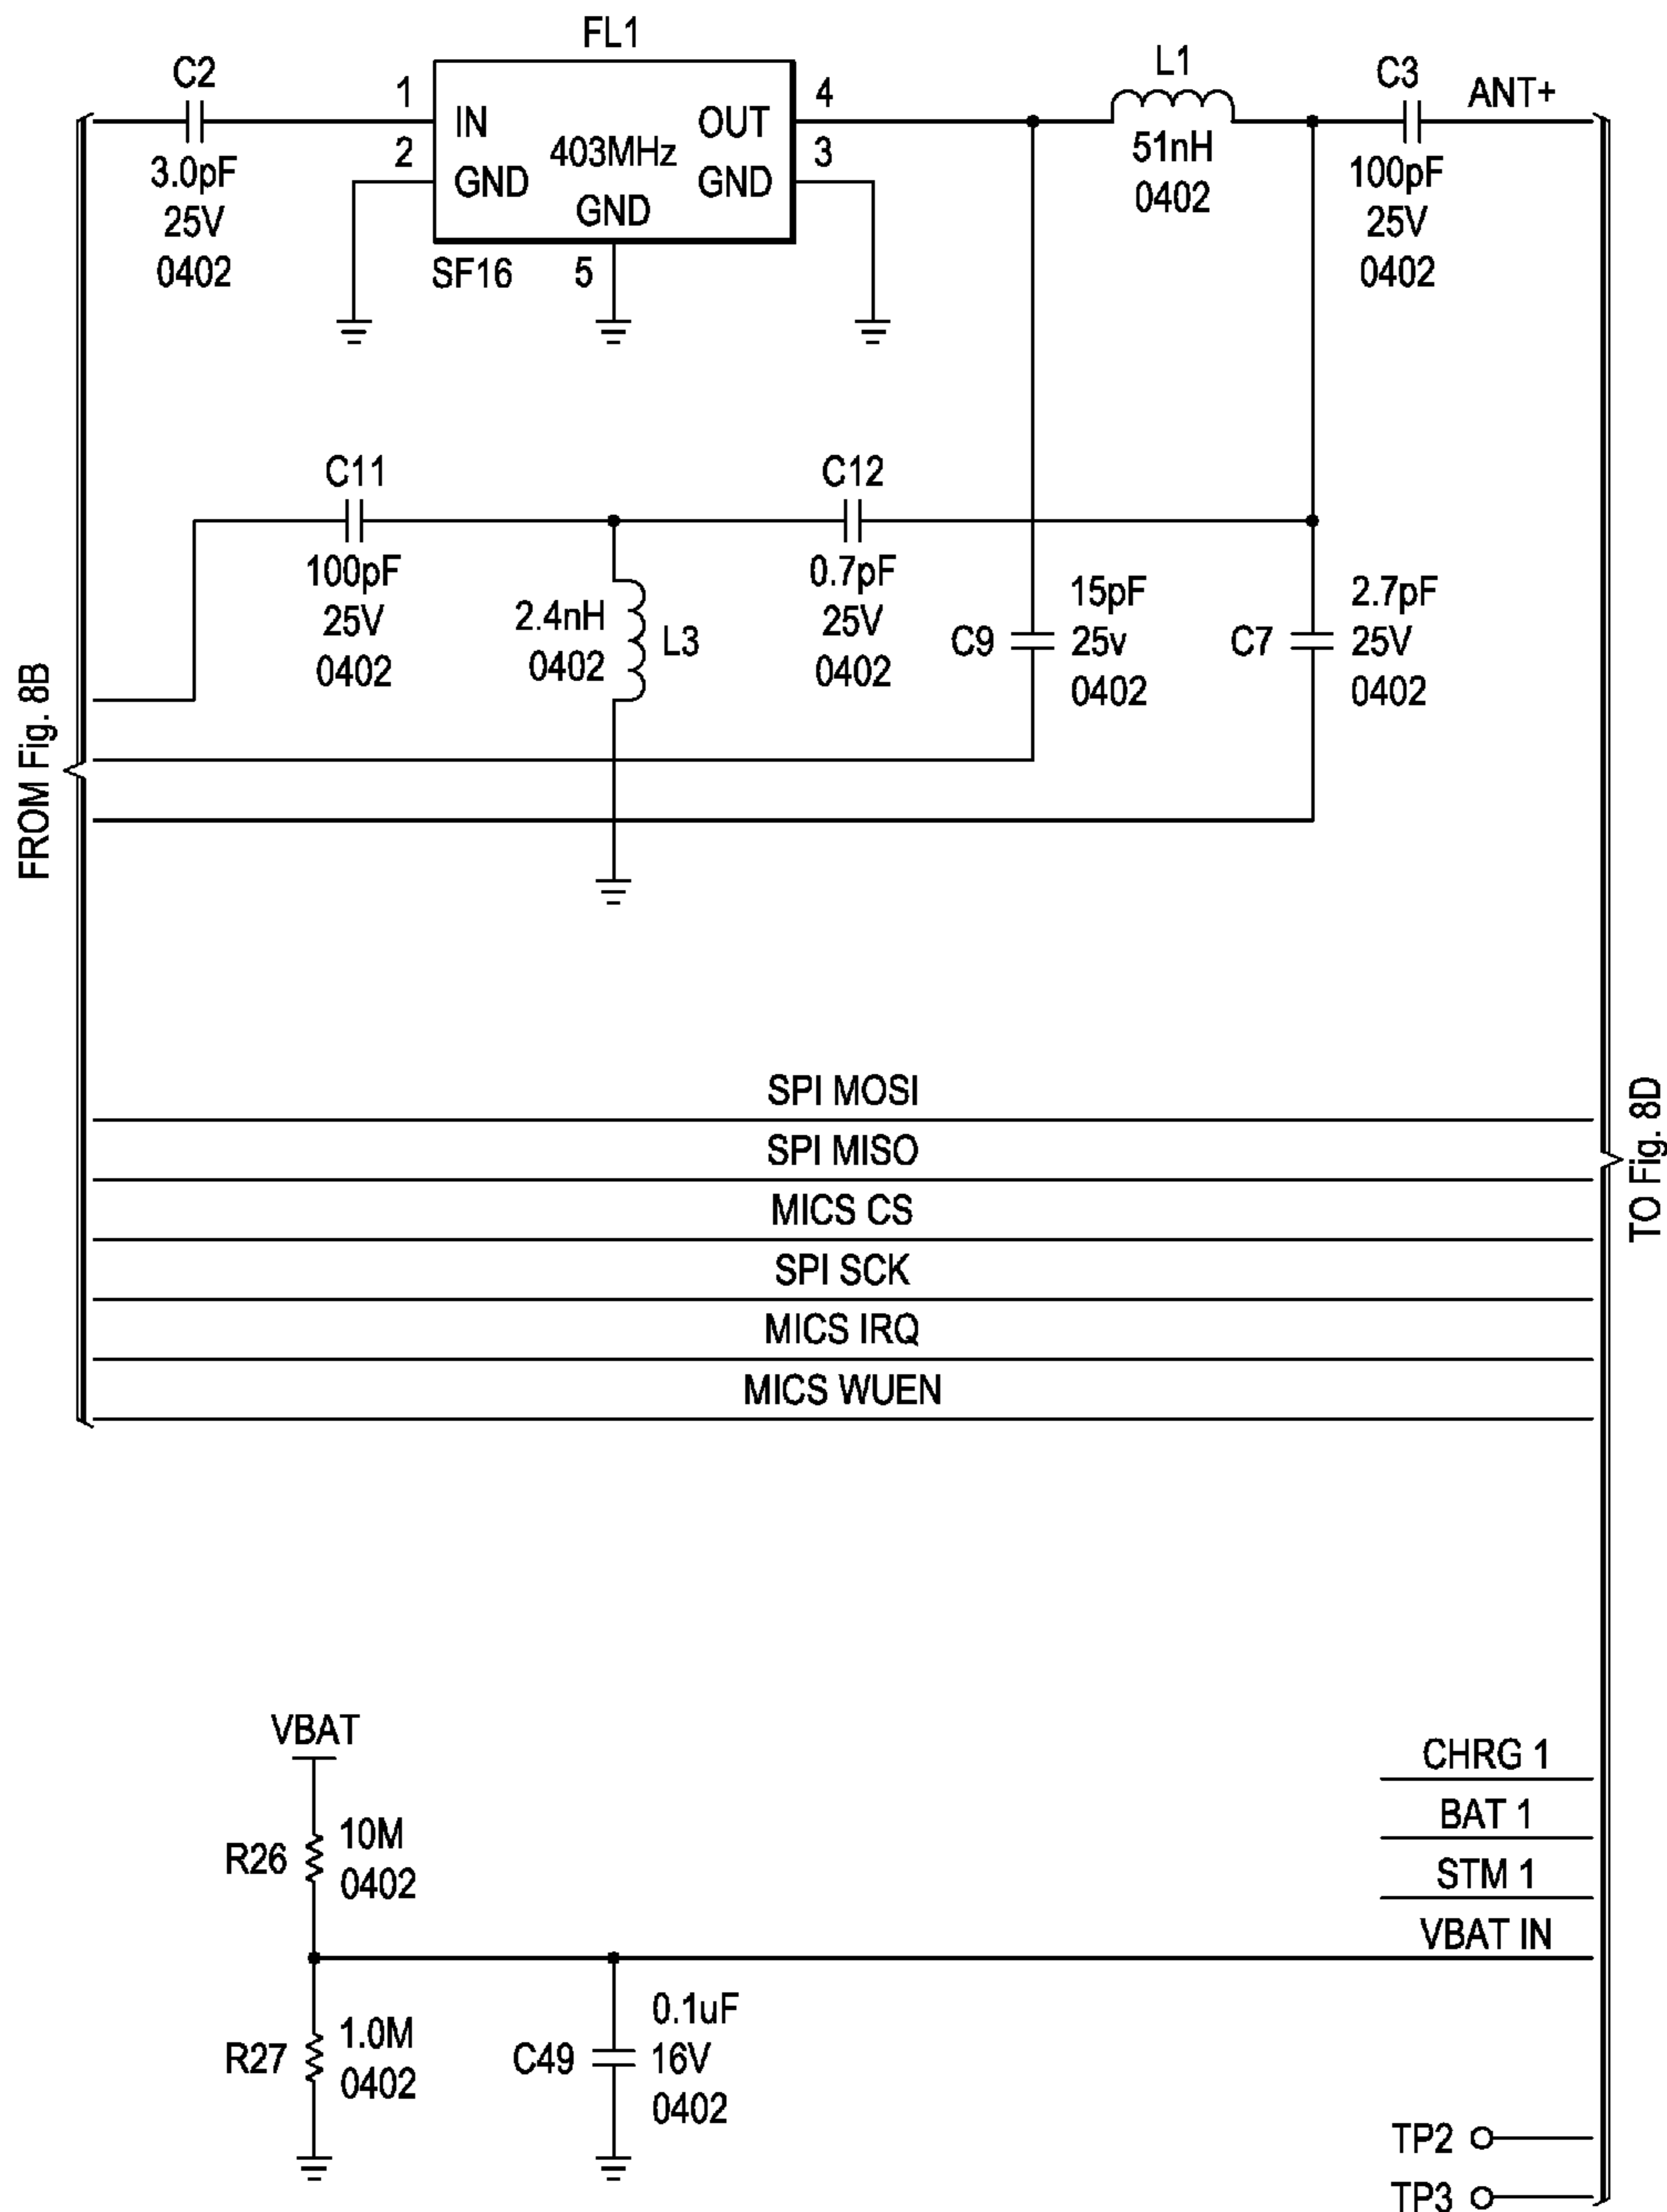 FL1
C2
3.0pF
25V
0402
1
2
IN
GND
403MHz
GND
OUT
GND
4
3
SF16
5
L1
51nH
0402
C3
100pF
25V
0402
ANT+
C11
100pF
25V
0402
2.4nH
0402
L3
C12
0.7pF
25V
0402
C9
15pF
25v
0402
C7
2.7pF
25V
0402
FROM Fig. 8B
SPI MOSI
SPI MISO
MICS CS
SPI SCK
MICS IRQ
MICS WUEN
TO Fig. 8D
VBAT
R26
10M
0402
R27
1.0M
0402
C49
0.1uF
16V
0402
CHRG 1
BAT 1
STM 1
VBAT IN
TP2
TP3